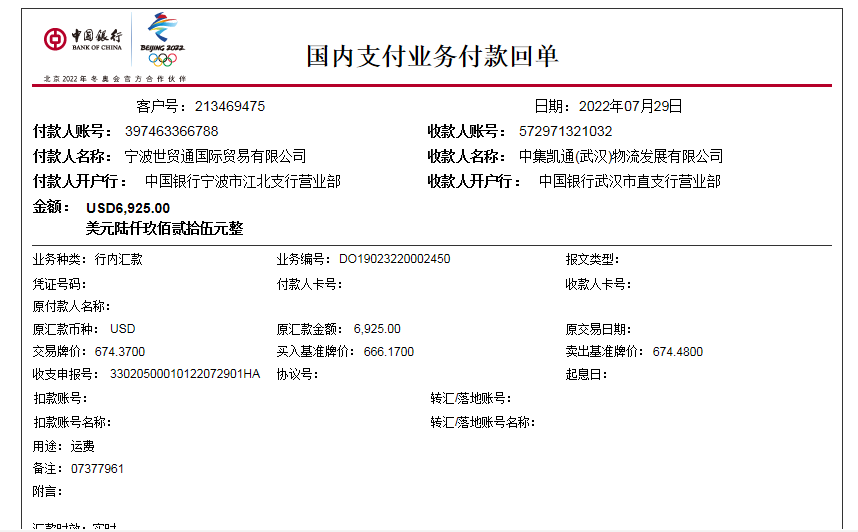 中国银行
BANK OF CHINA
BEIJING 2022
北京2022年冬奥会官方合作伙伴
国内支付业务付款回单
客户号：213469475 日期：2022年07月29日
付款人账号：397463366788 收款人账号：572971321032
付款人名称：宁波世贸通国际贸易有限公司 收款人名称：中集凯通(武汉)物流发展有限公司
付款人开户行：中国银行宁波市江北支行营业部 收款人开户行：中国银行武汉市直支行营业部
金额：USD6,925.00
美元陆仟玖佰贰拾伍元整
业务种类：行内汇款 业务编号：DO19023220002450 报文类型：
凭证号码： 付款人卡号： 收款人卡号：
原付款人名称：
原汇款币种：USD 原汇款金额：6,925.00 原交易日期：
交易牌价：674.3700 买入基准牌价：666.1700 卖出基准牌价：674.4800
收支申报号：33020500010122072901HA 协议号： 起息日：
扣款账号： 转汇/落地账号：
扣款账号名称： 转汇/落地账号名称：
用途：运费
备注：07377961
附言：
汇款时效：实时